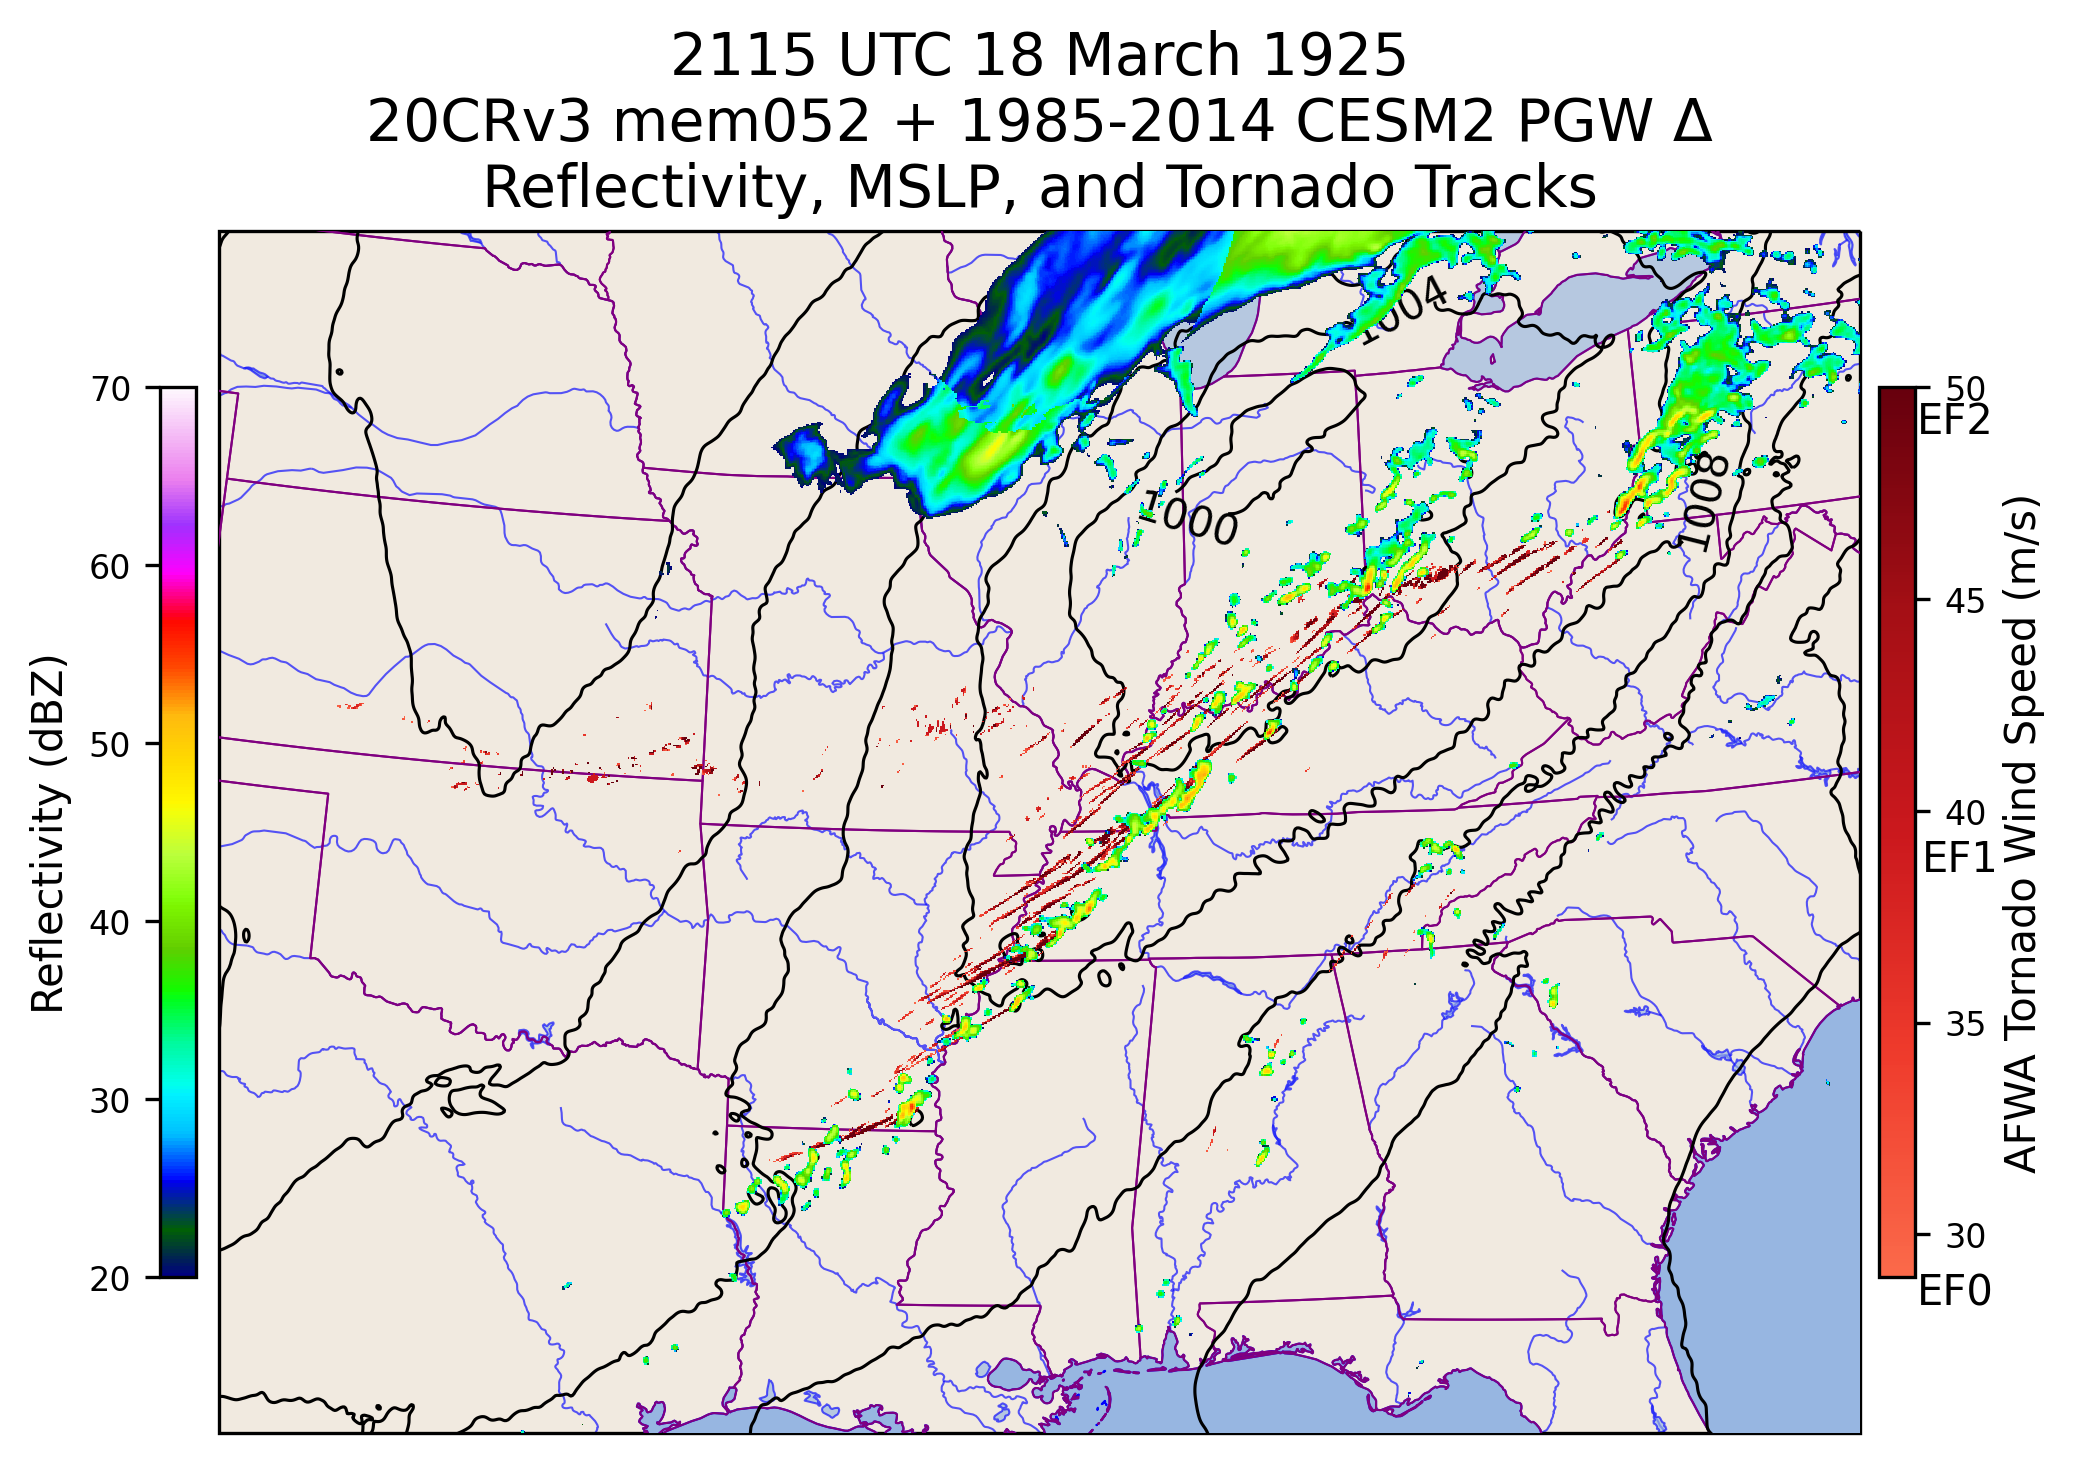 2115 UTC 18 March 1925
20CRv3 mem052 + 1985-2014 CESM2 PGW Δ
Reflectivity, MSLP, and Tornado Tracks
1004
1000
1008
70
60
50
40
30
20
Reflectivity (dBZ)
50
EF2
45
40
EF1
35
30
EF0
AFWA Tornado Wind Speed (m/s)